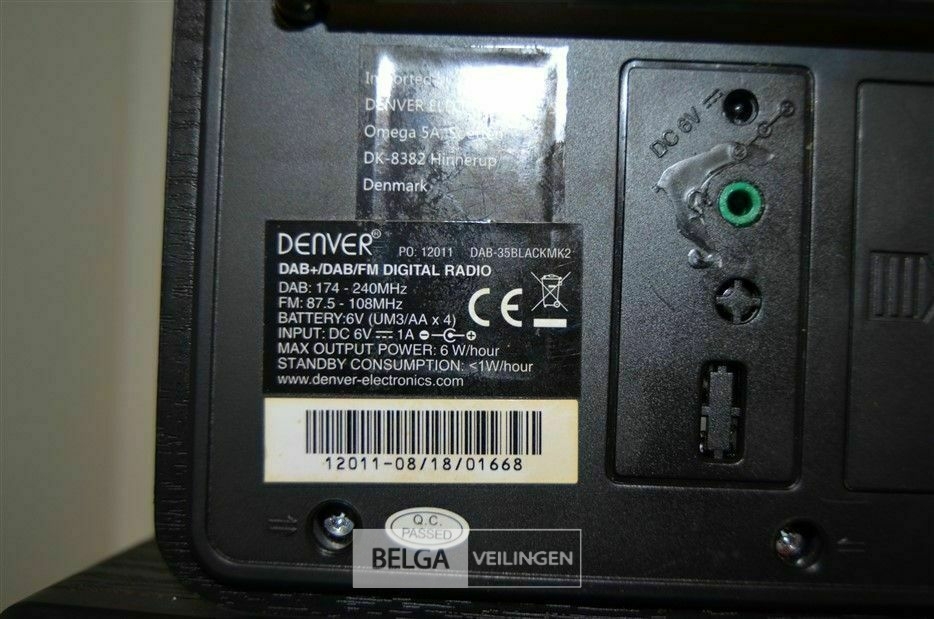 Imported
DENVER
Omega 5A,
DK-8382 Hinnerup
Denmark
DC 6V
DENVER®
PO: 12011 DAB-35BLACKMK2
DAB+/DAB/FM DIGITAL RADIO
DAB: 174 - 240MHz
FM: 87.5 - 108MHz
BATTERY:6V (UM3/AA x 4)
INPUT: DC 6V 1A
MAX OUTPUT POWER: 6 W/hour
STANDBY CONSUMPTION: <1W/hour
www.denver-electronics.com
CE
12011-08/18/01668
Q.C.
PASSED
BELGA VEILINGEN